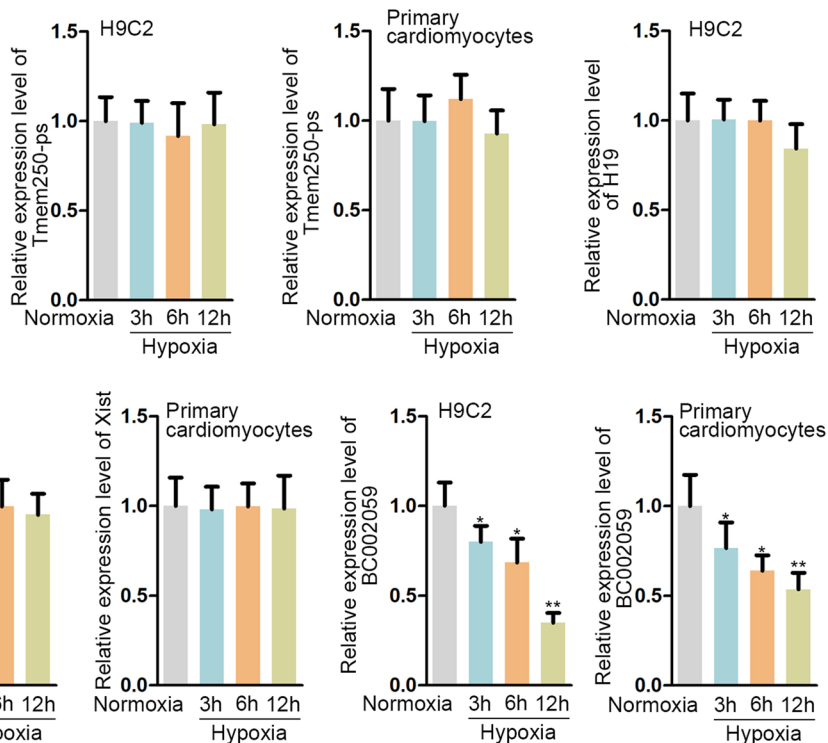 H9C2
Relative expression level of
Tmem250-ps
1.5
1.0
0.5
0.0
Normoxia 3h 6h 12h
Hypoxia
Primary
cardiomyocytes
Relative expression level of
Tmem250-ps
1.5
1.0
0.5
0.0
Normoxia 3h 6h 12h
Hypoxia
H9C2
Relative expression level
of H19
1.5
1.0
0.5
0.0
Normoxia 3h 6h 12h
Hypoxia
12h
Primary
cardiomyocytes
Relative expression level of Xist
1.5
1.0
0.5
0.0
Normoxia 3h 6h 12h
Hypoxia
H9C2
Relative expression level of
BC002059
1.5
1.0
0.5
0.0
* * **
Normoxia 3h 6h 12h
Hypoxia
Primary
cardiomyocytes
Relative expression level of
BC002059
1.5
1.0
0.5
0.0
* * **
Normoxia 3h 6h 12h
Hypoxia